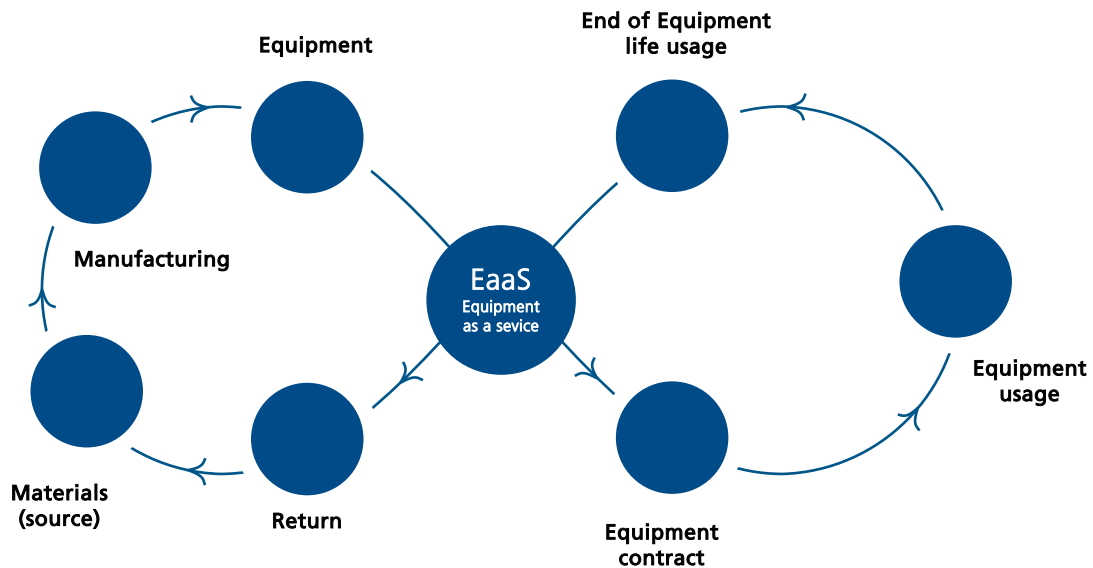 Equipment
End of Equipment
life usage
Manufacturing
EaaS
Equipment
as a sevice
Equipment
usage
Materials
(source)
Return
Equipment
contract